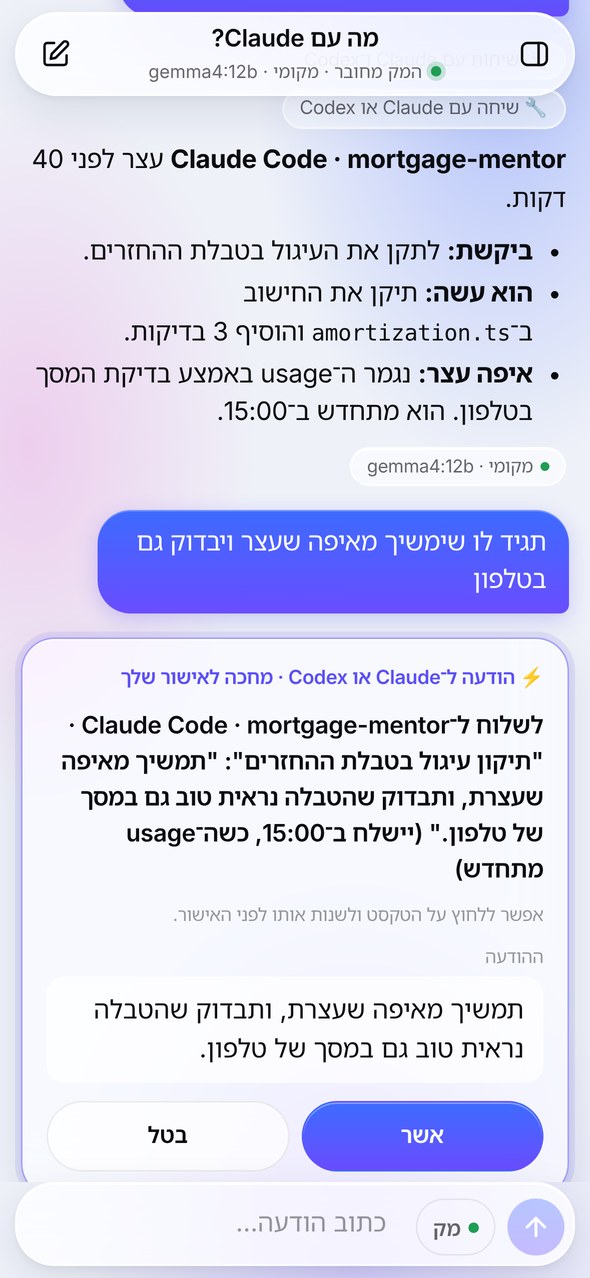 מה עם Claude?
המק מחובר · מקומי · gemma4:12b
🔧 שיחה עם Claude או Codex
Claude Code · mortgage-mentor עצר לפני 40
דקות.
• ביקשת: לתקן את העיגול בטבלת ההחזרים.
• הוא עשה: תיקן את החישוב
ב־amortization.ts והוסיף 3 בדיקות.
• איפה עצר: נגמר ה־usage באמצע בדיקת המסך
בטלפון. הוא מתחדש ב־15:00.
מקומי · gemma4:12b
תגיד לו שימשיך מאיפה שעצר ויבדוק גם
בטלפון
⚡ הודעה ל־Claude או Codex · מחכה לאישור שלך
לשלוח ל־Claude Code · mortgage-mentor ·
"תיקון עיגול בטבלת ההחזרים": "תמשיך מאיפה
שעצרת, ותבדוק שהטבלה נראית טוב גם במסך
של טלפון." (יישלח ב־15:00, כשה־usage
מתחדש)
אפשר ללחוץ על הטקסט ולשנות אותו לפני האישור.
ההודעה
תמשיך מאיפה שעצרת, ותבדוק שהטבלה
נראית טוב גם במסך של טלפון.
אשר
בטל
מק
כתוב הודעה...